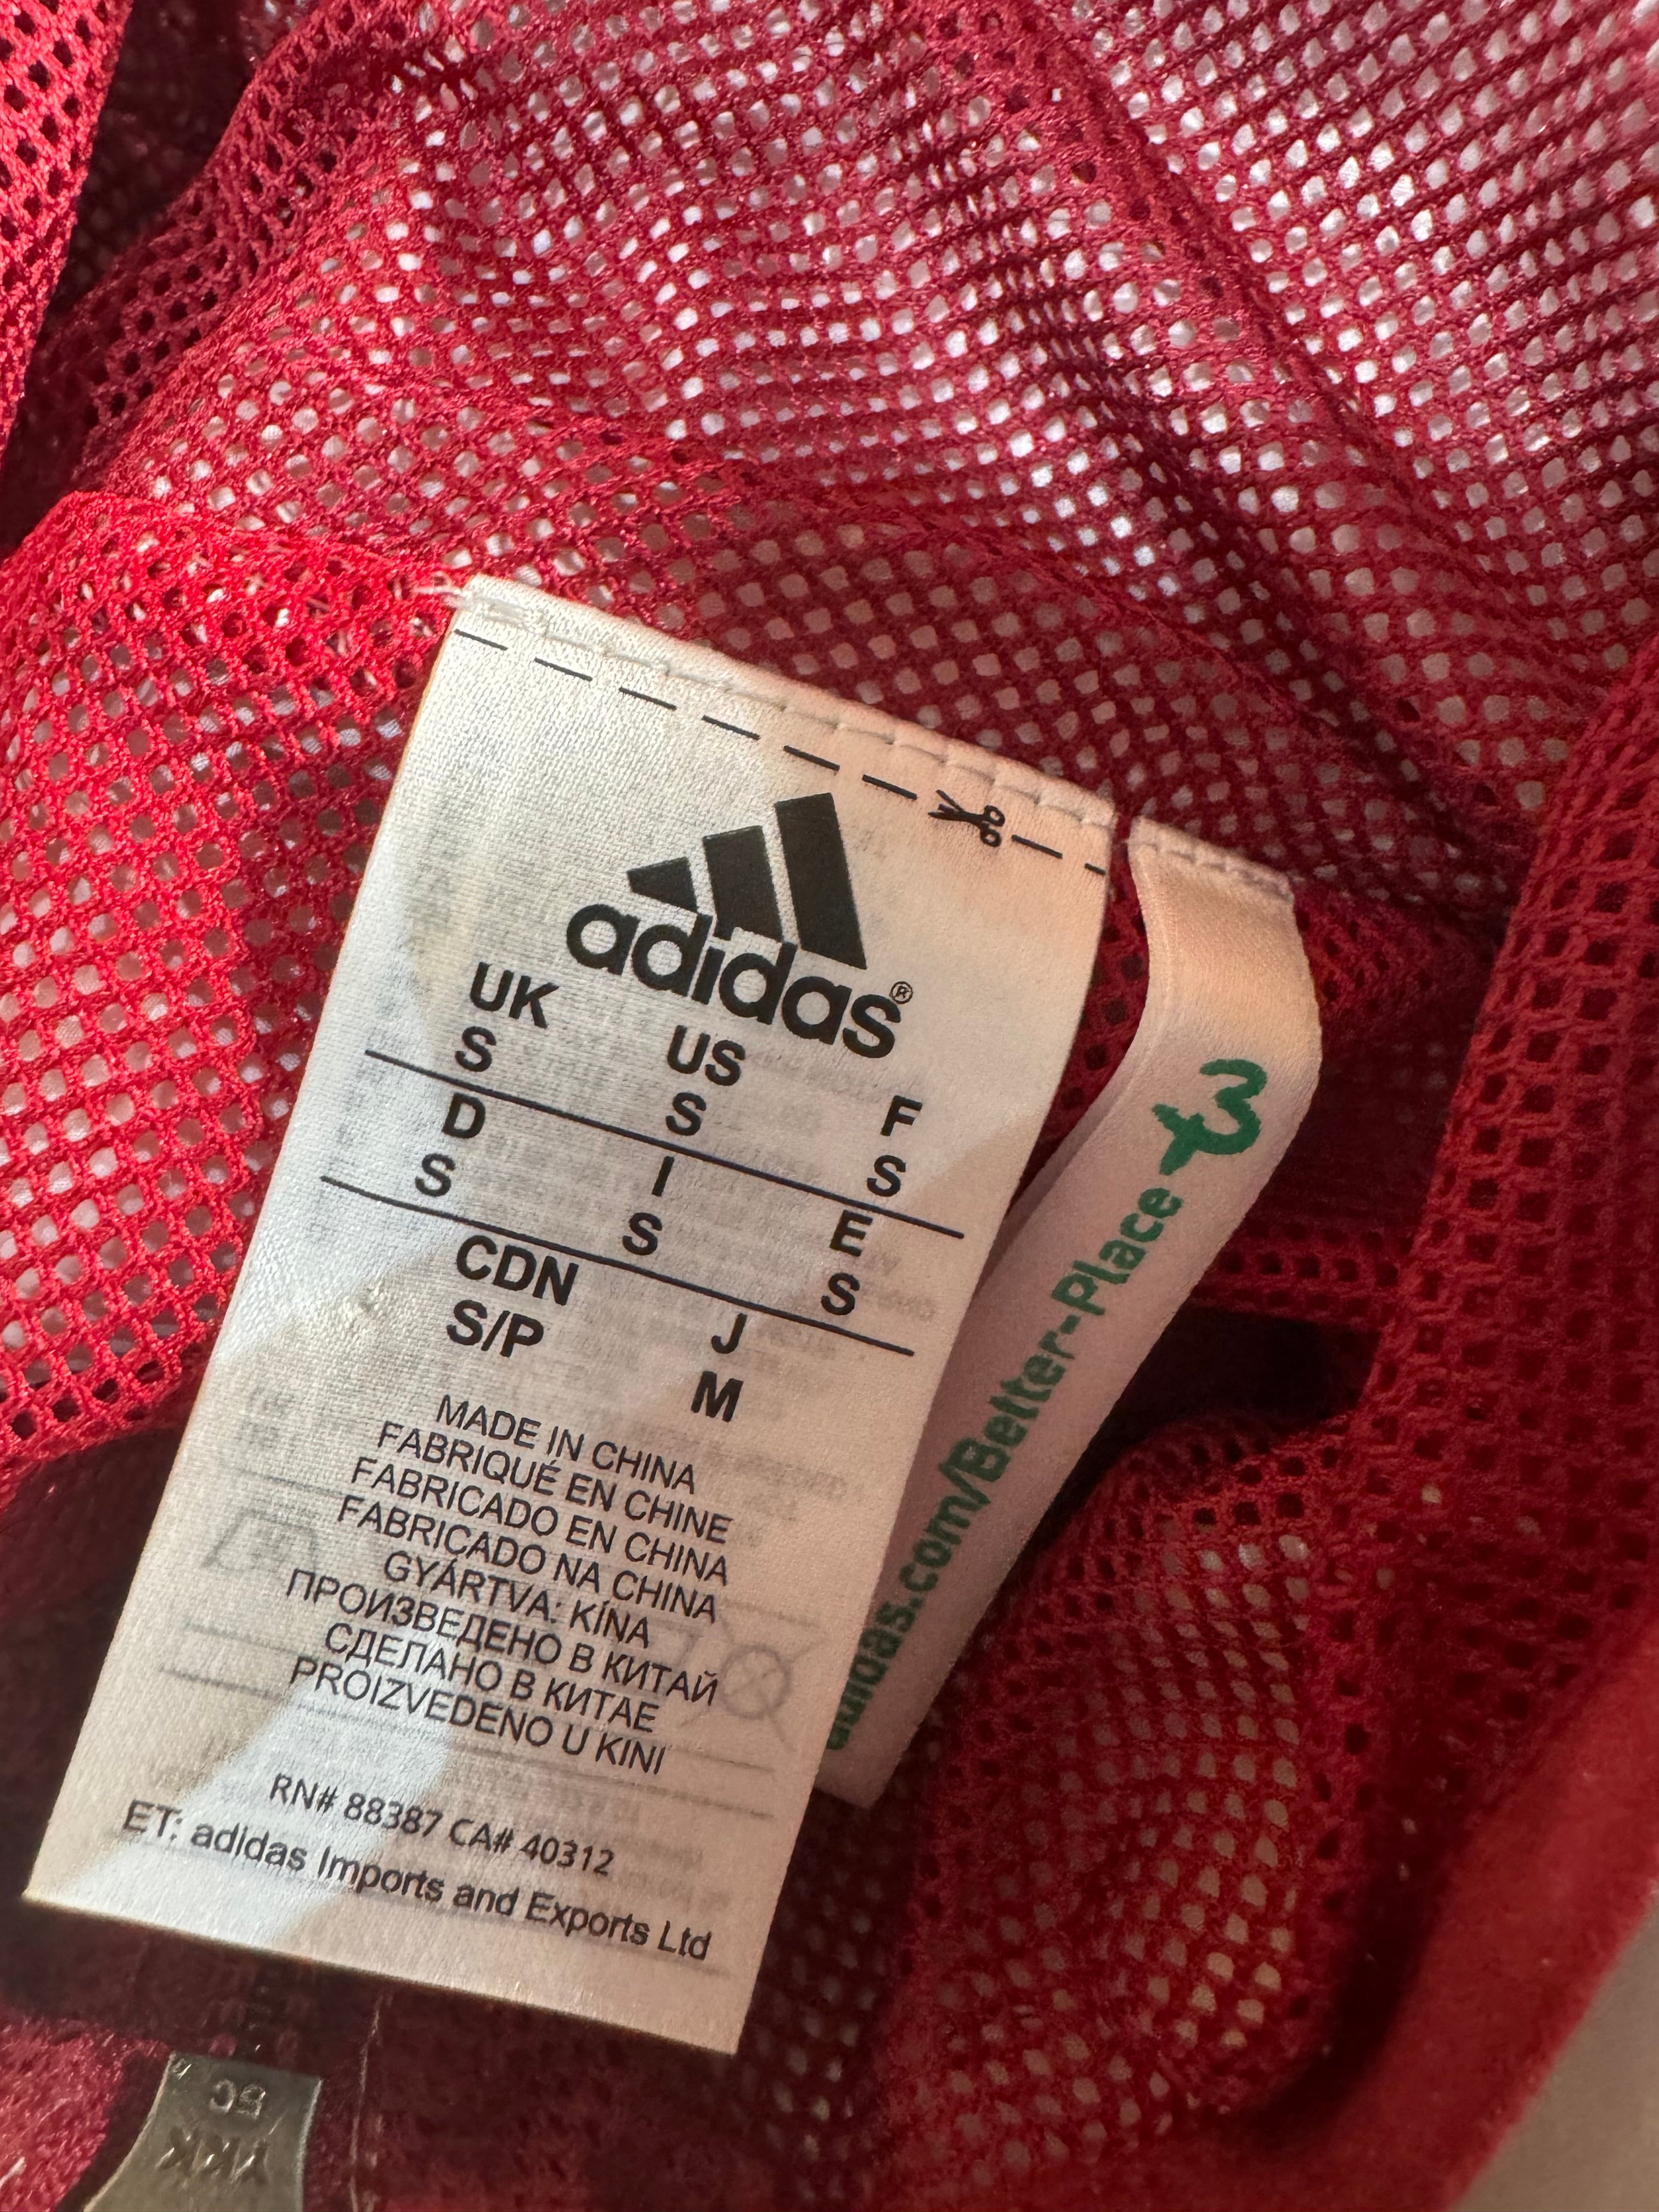 adidas®
UK US F
S S S
D I E
S S S
CDN J
S/P M
MADE IN CHINA
FABRIQUÉ EN CHINE
FABRICADO EN CHINA
FABRICADO NA CHINA
GYÁRTVA: KÍNA
ПРОИЗВЕДЕНО В КИТАЙ
СДЕЛАНО В КИТАЕ
PROIZVEDENO U KINI
RN# 88387 CA# 40312
ET: adidas Imports and Exports Ltd
adidas.com/Better-Place
YKK